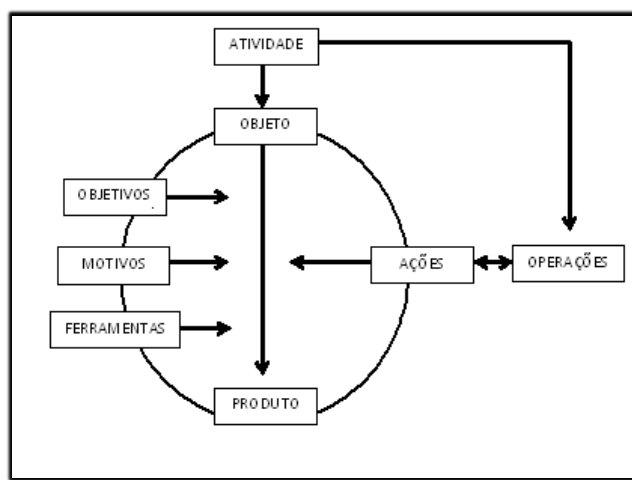 ATIVIDADE
OBJETO
OBJETIVOS
MOTIVOS
AÇÕES
OPERAÇÕES
FERRAMENTAS
PRODUTO